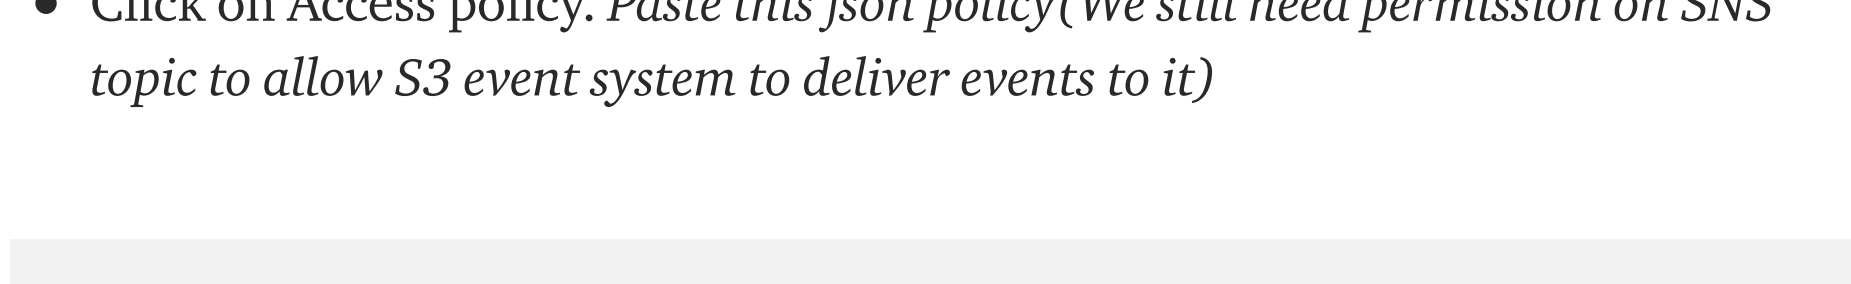 • Click on Access policy. Paste this json policy(We still need permission on SNS
topic to allow S3 event system to deliver events to it)